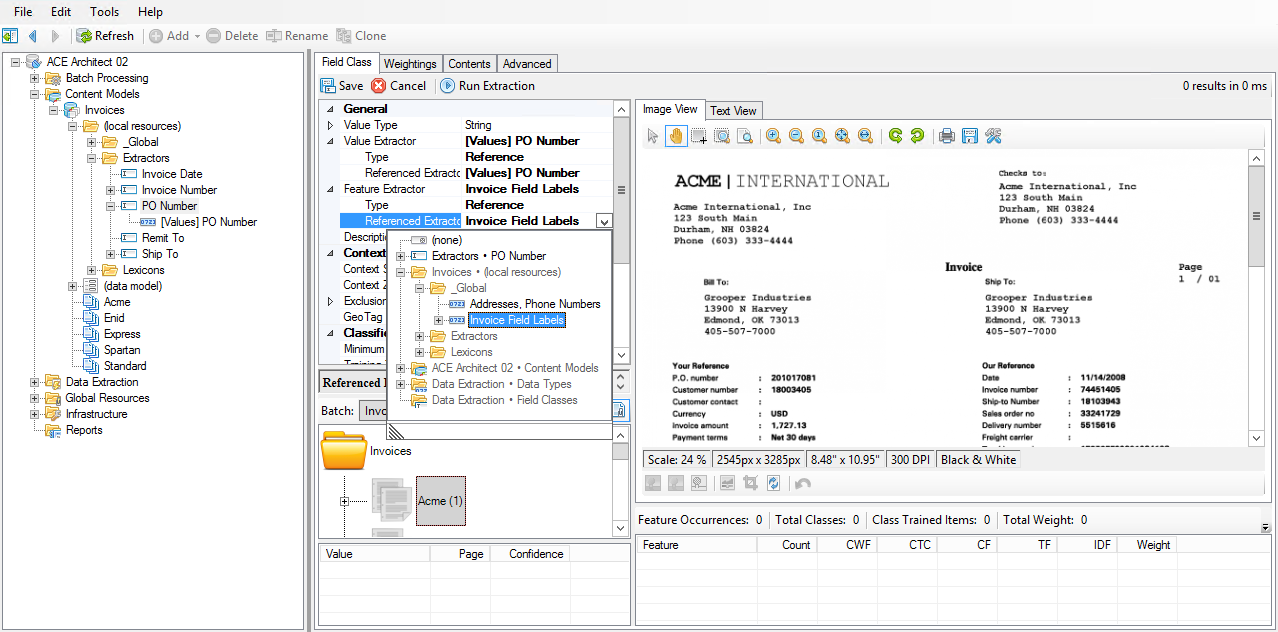 File Edit Tools Help
Refresh Add Delete Rename Clone
ACE Architect 02
Batch Processing
Content Models
Invoices
(local resources)
_Global
Extractors
Invoice Date
Invoice Number
PO Number
[Values] PO Number
Remit To
Ship To
Lexicons
(data model)
Acme
Enid
Express
Spartan
Standard
Data Extraction
Global Resources
Infrastructure
Reports
Field Class Weightings Contents Advanced
Save Cancel Run Extraction 0 results in 0 ms
General
Value Type String
Value Extractor [Values] PO Number
Type Reference
Referenced Extractc [Values] PO Number
Feature Extractor Invoice Field Labels
Type Reference
Referenced Extractc Invoice Field Labels
Descripti
Context
Context S
Context Z
Exclusion
GeoTag
Classific
Minimum
(none)
Extractors • PO Number
Invoices • (local resources)
_Global
Addresses, Phone Numbers
Invoice Field Labels
Extractors
Lexicons
ACE Architect 02 • Content Models
Data Extraction • Data Types
Data Extraction • Field Classes
Referenced
Batch: Invo
Invoices
Acme (1)
Value Page Confidence
Image View Text View
ACME | INTERNATIONAL
Acme International, Inc
123 South Main
Durham, NH 03824
Phone (603) 333-4444
Checks to:
Acme International, Inc
123 South Main
Durham, NH 03824
Phone (603) 333-4444
Invoice
Page
1 / 01
Bill To:
Grooper Industries
13900 N Harvey
Edmond, OK 73013
405-507-7000
Ship To:
Grooper Industries
13900 N Harvey
Edmond, OK 73013
405-507-7000
Your Reference
P.O. number : 201017081
Customer number : 18003405
Customer contact :
Currency : USD
Invoice amount : 1,727.13
Payment terms : Net 30 days
Our Reference
Date : 11/14/2008
Invoice number : 74451405
Ship-to Number : 18103943
Sales order no : 33241729
Delivery number : 5515616
Freight carrier :
Scale: 24 % 2545px x 3285px 8.48" x 10.95" 300 DPI Black & White
Feature Occurrences: 0 Total Classes: 0 Class Trained Items: 0 Total Weight: 0
Feature Count CWF CTC CF TF IDF Weight